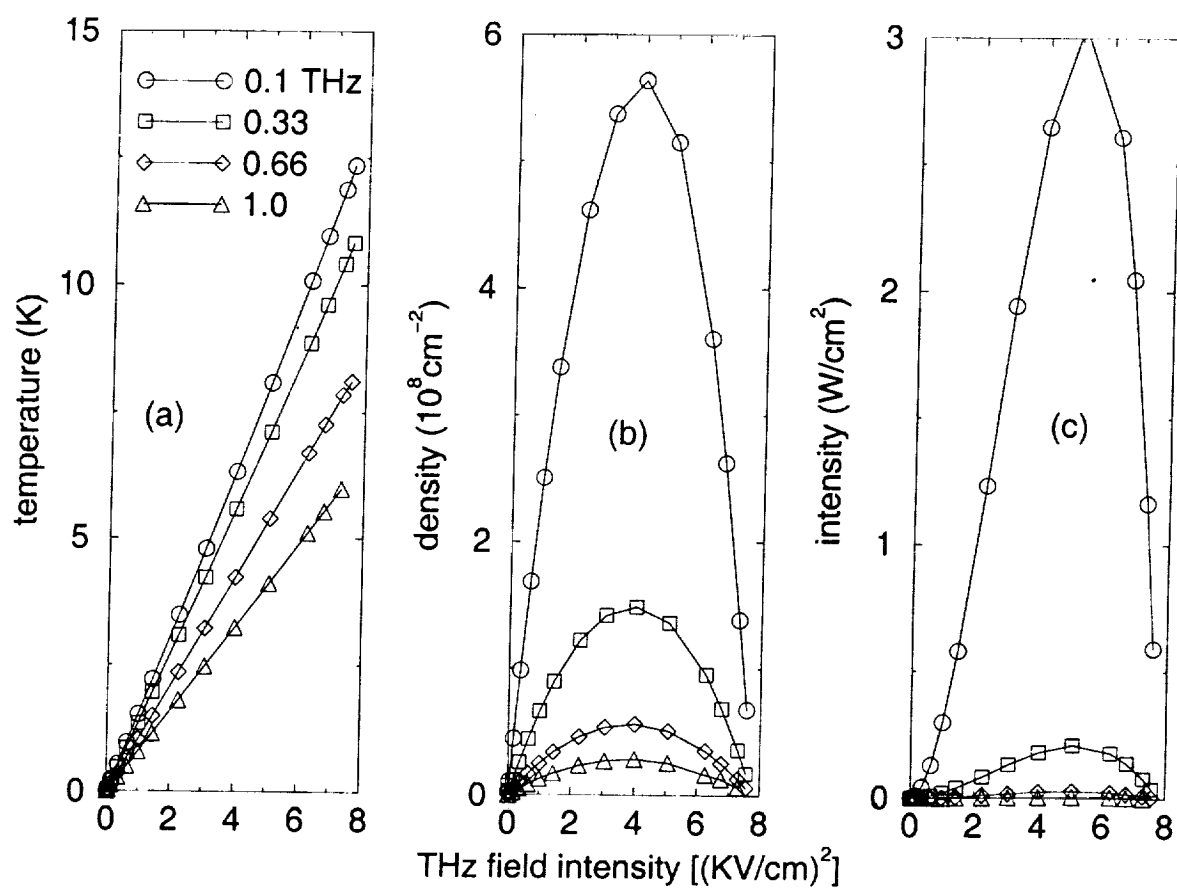 15
10
5
0
temperature (K)
0.1 THz
0.33
0.66
1.0
(a)
0 2 4 6 8
6
4
2
0
density (10⁸cm⁻²)
(b)
0 2 4 6 8
3
2
1
0
intensity (W/cm²)
(c)
0 2 4 6 8
THz field intensity [(KV/cm)²]